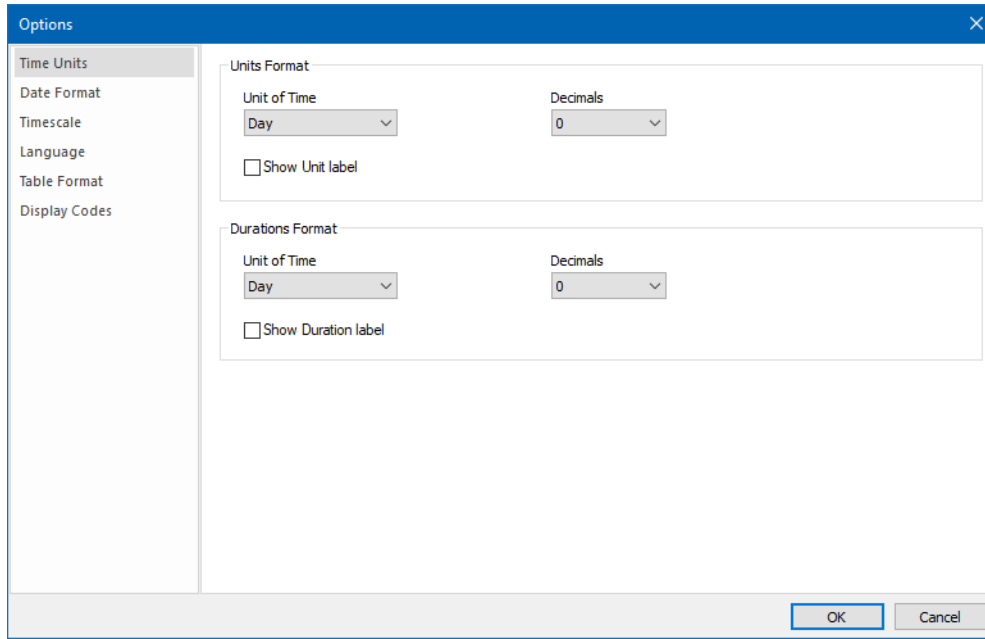 Options
Time Units
Date Format
Timescale
Language
Table Format
Display Codes
Units Format
Unit of Time
Decimals
Day
0
Show Unit label
Durations Format
Unit of Time
Decimals
Day
0
Show Duration label
OK
Cancel